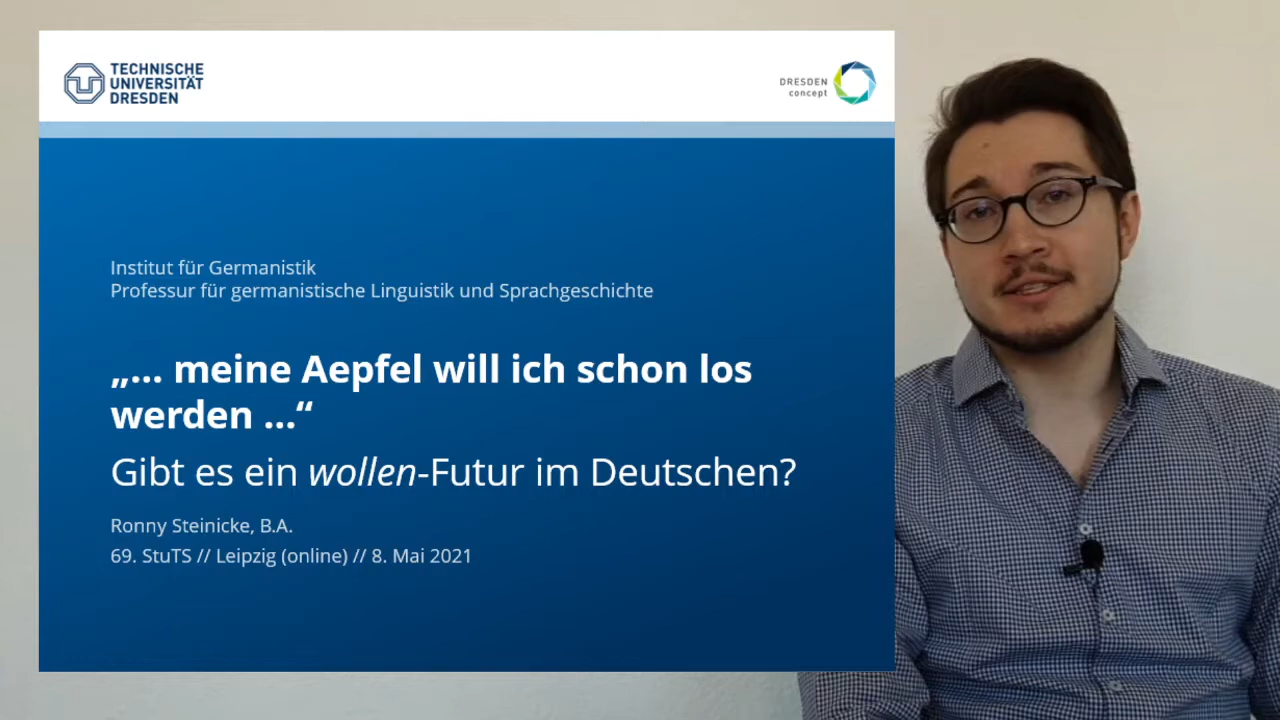 TECHNISCHE
UNIVERSITÄT
DRESDEN
DRESDEN
concept
Institut für Germanistik
Professur für germanistische Linguistik und Sprachgeschichte
„... meine Aepfel will ich schon los
werden ...“
Gibt es ein wollen-Futur im Deutschen?
Ronny Steinicke, B.A.
69. StuTS // Leipzig (online) // 8. Mai 2021